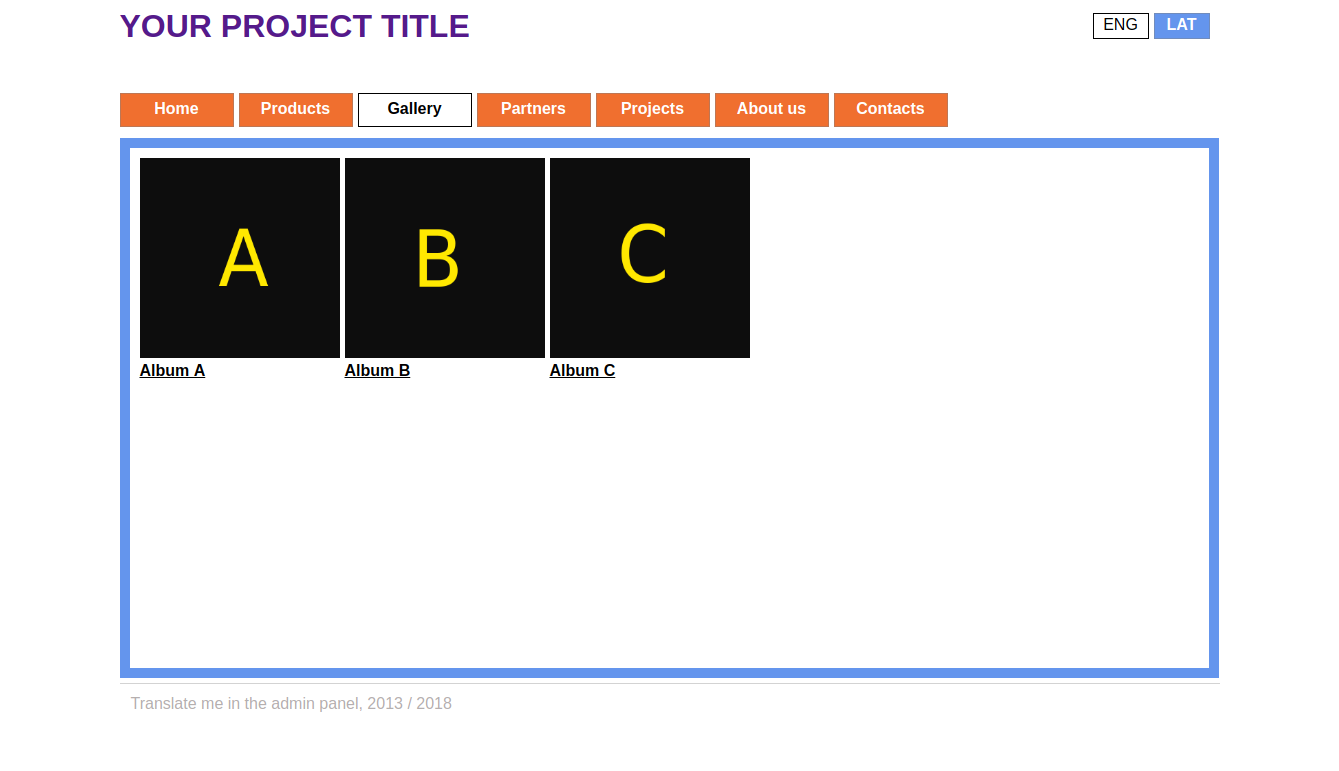 YOUR PROJECT TITLE
ENG LAT
Home Products Gallery Partners Projects About us Contacts
A B C
Album A Album B Album C
Translate me in the admin panel, 2013 / 2018